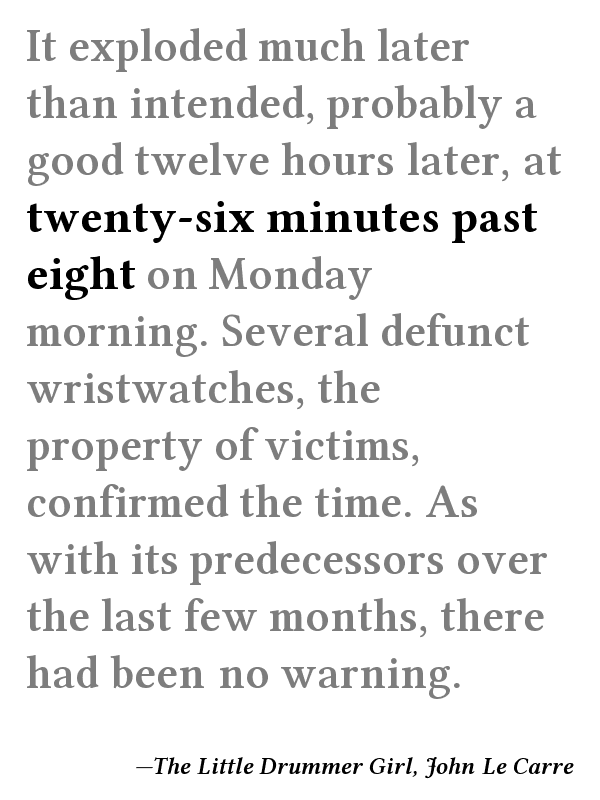 It exploded much later
than intended, probably a
good twelve hours later, at
twenty-six minutes past
eight on Monday
morning. Several defunct
wristwatches, the
property of victims,
confirmed the time. As
with its predecessors over
the last few months, there
had been no warning.
—The Little Drummer Girl, John Le Carre